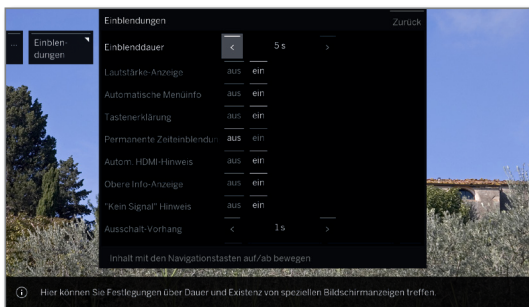 Einblendungen Zurück
... Einblen-
dungen
Einblenddauer < 5 s >
Lautstärke-Anzeige aus ein
Automatische Menüinfo aus ein
Tastenerklärung aus ein
Permanente Zeiteinblendun aus ein
Autom. HDMI-Hinweis aus ein
Obere Info-Anzeige aus ein
"Kein Signal" Hinweis aus ein
Ausschalt-Vorhang < 1 s >
Inhalt mit den Navigationstasten auf/ab bewegen
Hier können Sie Festlegungen über Dauer und Existenz von speziellen Bildschirmanzeigen treffen.